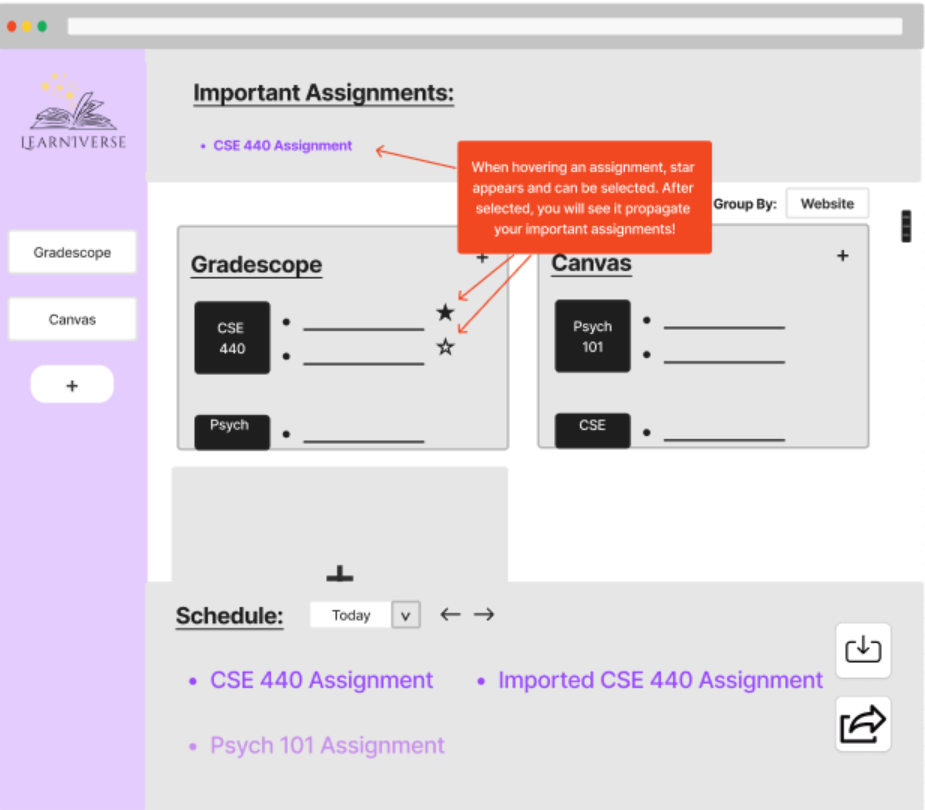 LEARNIVERSE
Gradescope
Canvas
+
Important Assignments:
• CSE 440 Assignment
When hovering an assignment, star
appears and can be selected. After
selected, you will see it propagate
your important assignments!
Group By: Website
Gradescope +
CSE
440
Psych
Canvas +
Psych
101
CSE
+
Schedule: Today v ← →
• CSE 440 Assignment • Imported CSE 440 Assignment
• Psych 101 Assignment